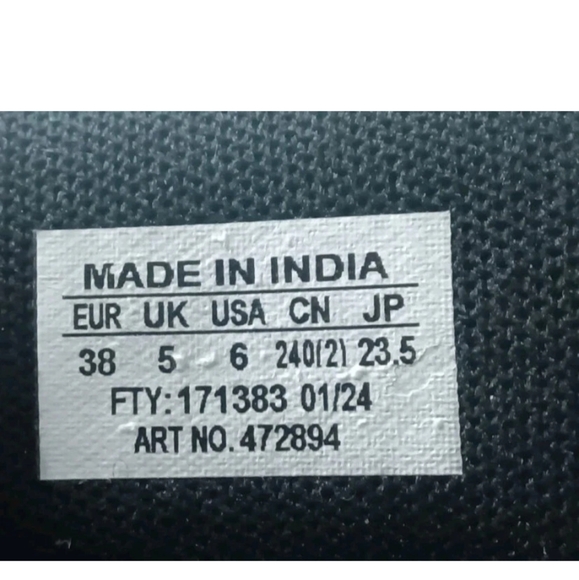 MADE IN INDIA
EUR UK USA CN JP
38 5 6 240(2) 23.5
FTY: 171383 01/24
ART NO. 472894